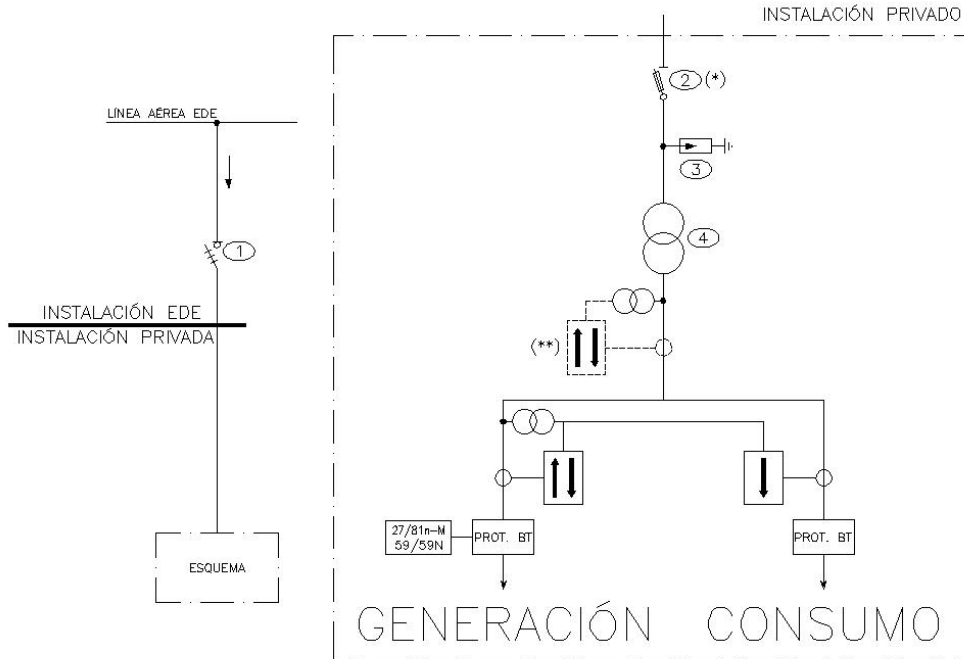 INSTALACIÓN PRIVADO
2 (*)
LÍNEA AÉREA EDE
3
4
1
INSTALACIÓN EDE
INSTALACIÓN PRIVADA
(**)
27/81m-M
59/59N
PROT. BT
PROT. BT
ESQUEMA
GENERACIÓN
CONSUMO